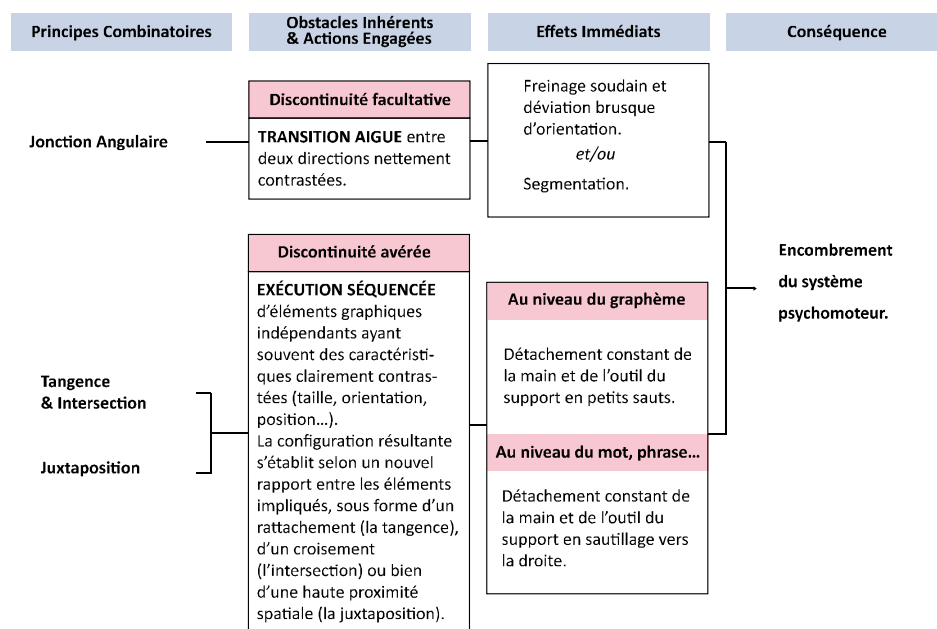 Principes Combinatoires
Obstacles Inhérents
& Actions Engagées
Effets Immédiats
Conséquence
Jonction Angulaire
Discontinuité facultative
TRANSITION AIGUE entre
deux directions nettement
contrastées.
Freinage soudain et
déviation brusque
d’orientation.
et/ou
Segmentation.
Tangence
& Intersection
Juxtaposition
Discontinuité avérée
EXÉCUTION SÉQUENCÉE
d’éléments graphiques
indépendants ayant
souvent des caractéristi-
ques clairement contras-
tées (taille, orientation,
position...).
La configuration résultante
s’établit selon un nouvel
rapport entre les éléments
impliqués, sous forme d’un
rattachement (la tangence),
d’un croisement
(l’intersection) ou bien
d’une haute proximité
spatiale (la juxtaposition).
Au niveau du graphème
Détachement constant de
la main et de l’outil du
support en petits sauts.
Au niveau du mot, phrase...
Détachement constant de
la main et de l’outil du
support en sautillage vers
la droite.
Encombrement
du système
psychomoteur.